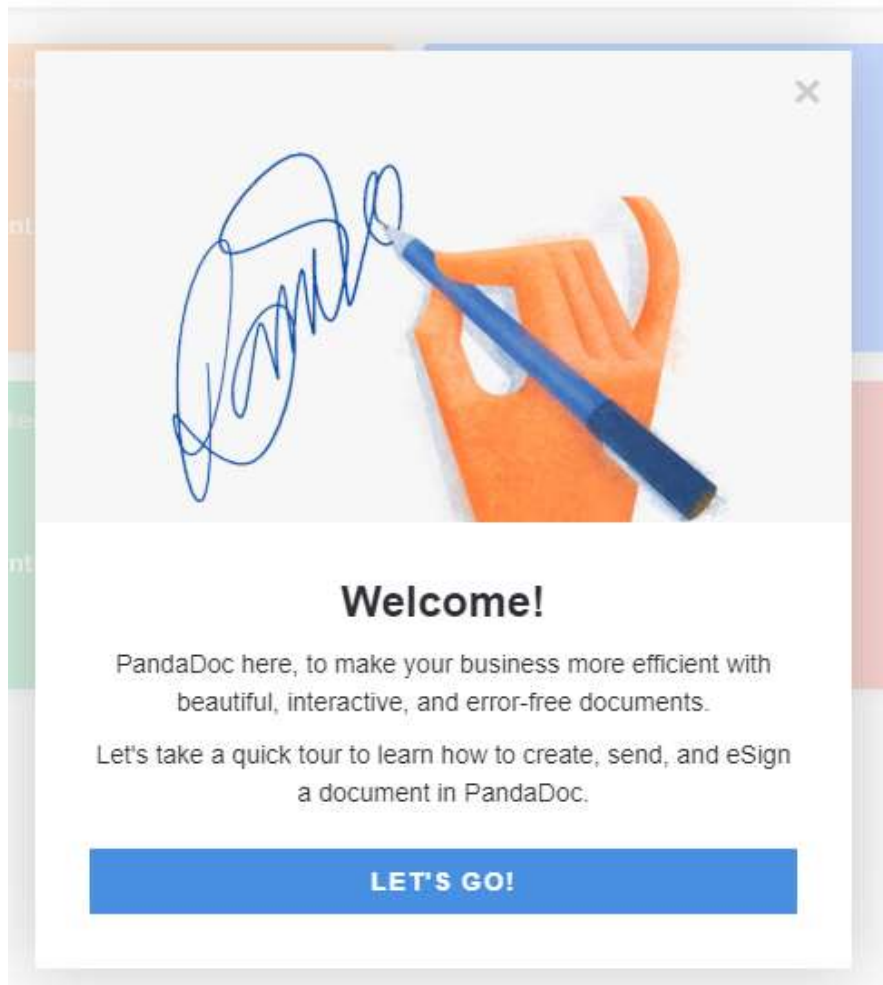 Welcome!
PandaDoc here, to make your business more efficient with
beautiful, interactive, and error-free documents.
Let's take a quick tour to learn how to create, send, and eSign
a document in PandaDoc.
LET'S GO!